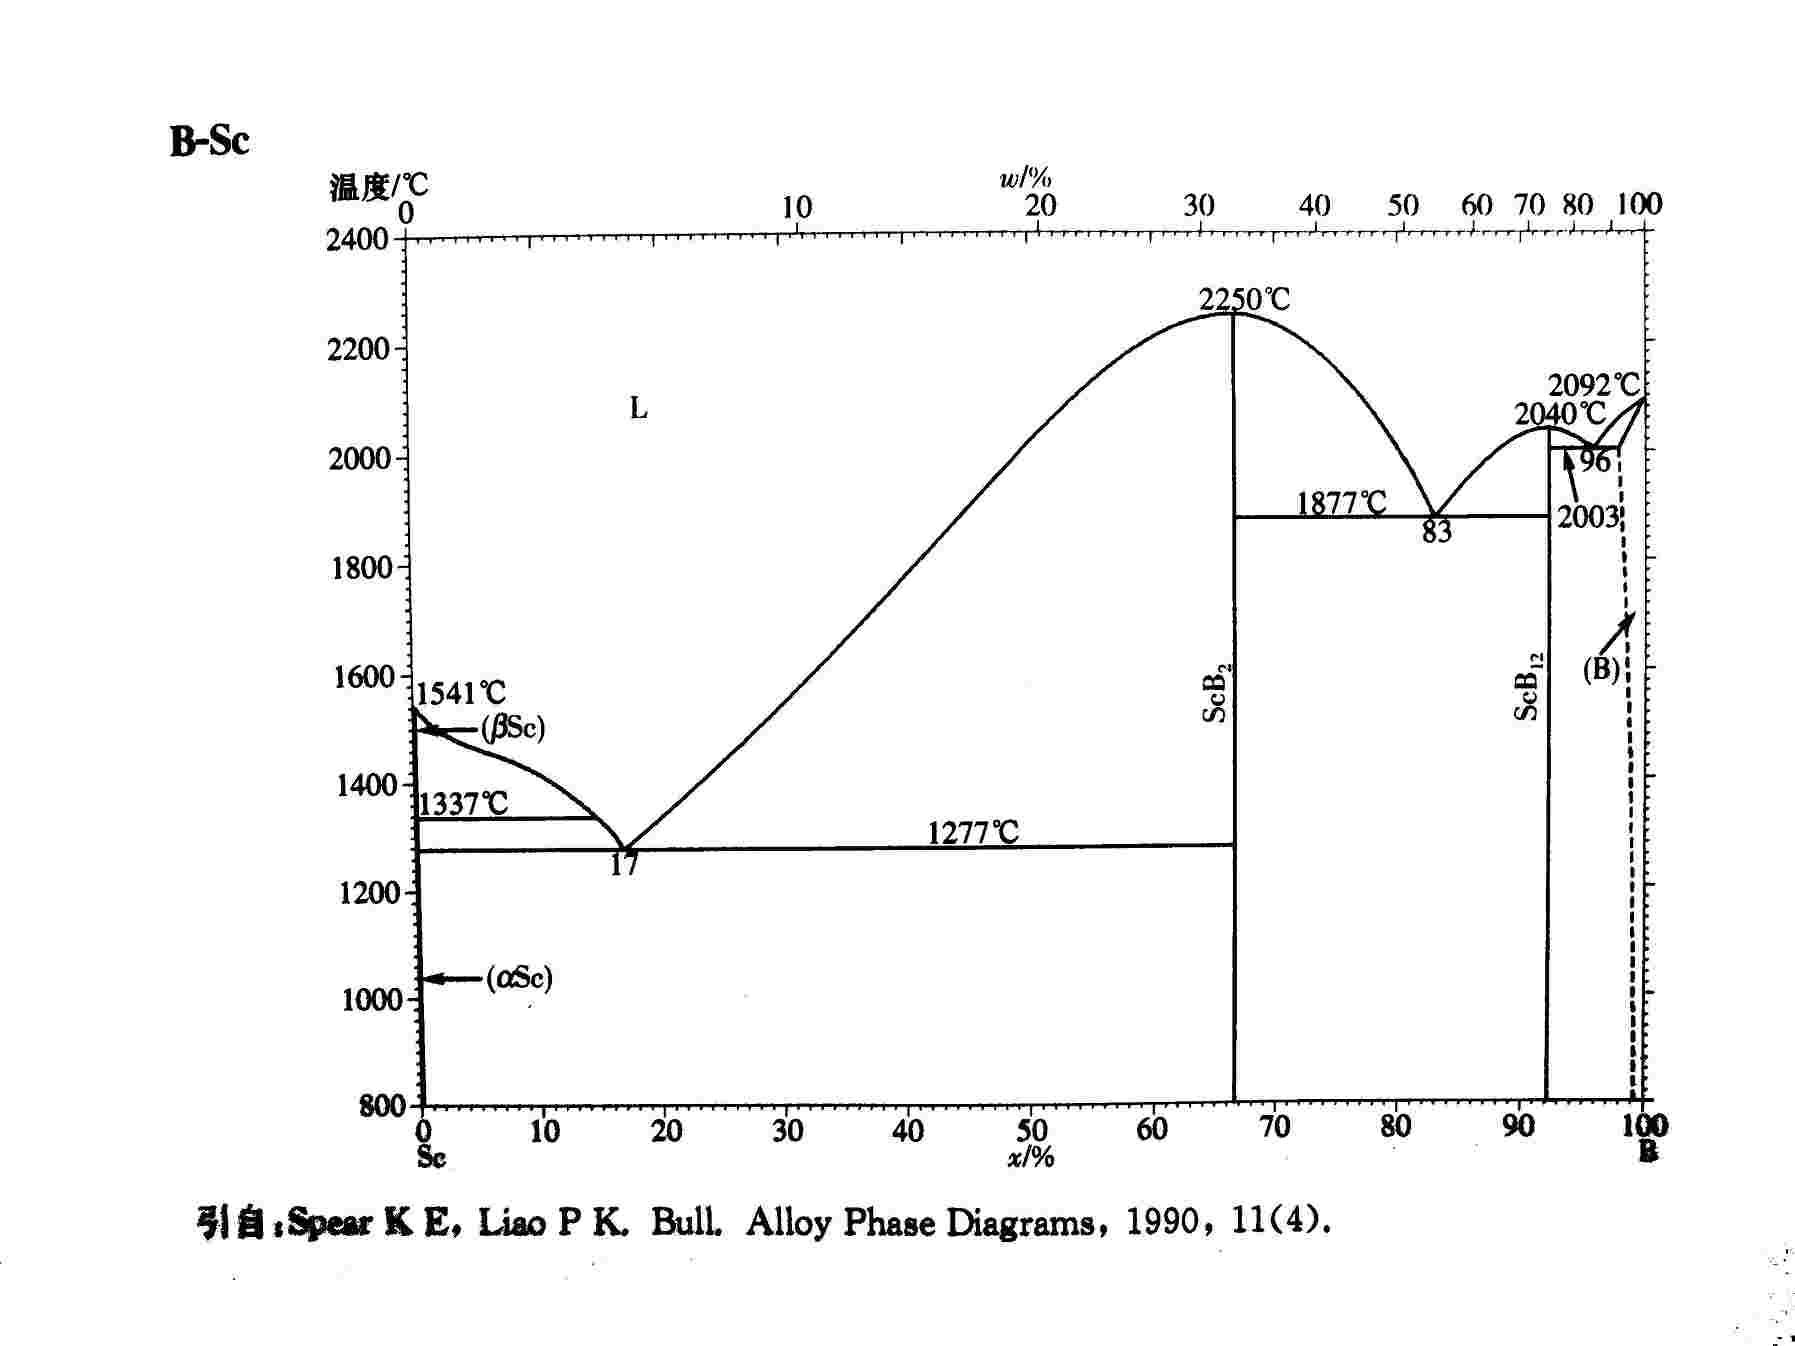 B-Sc
温度/℃
w/%
0 10 20 30 40 50 60 70 80 100
2400
2250℃
2200
2092℃
L
2040℃
2000
96
1877℃
2003
83
1800
(B)
1600
ScB₂
ScB₁₂
1541℃
(βSc)
1400
1337℃
1277℃
17
1200
(αSc)
1000
800
0 10 20 30 40 50 60 70 80 90 100
Sc
x/%
B
引自:Spear K E, Liao P K. Bull. Alloy Phase Diagrams, 1990, 11(4).